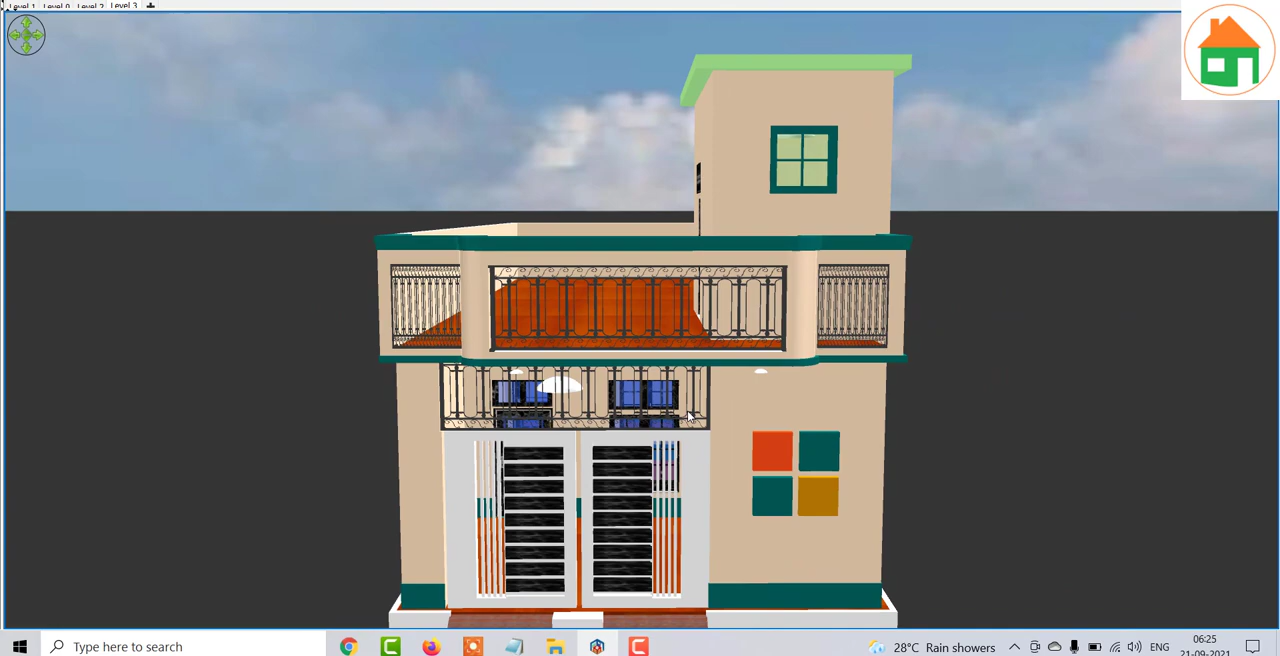 Level 1 Level 0 Level 2 Level 3
Type here to search
28°C Rain showers
ENG
06:25
21-09-2021